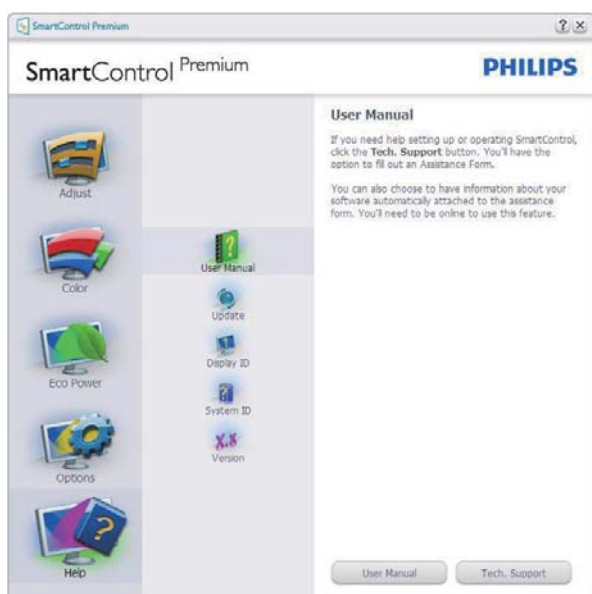 SmartControl Premium
SmartControl Premium
PHILIPS
Adjust
Color
Eco Power
Options
Help
User Manual
Update
Display ID
System ID
X.X
Version
User Manual
If you need help setting up or operating SmartControl,
click the Tech. Support button. You'll have the
option to fill out an Assistance Form.
You can also choose to have information about your
software automatically attached to the assistance
form. You'll need to be online to use this feature.
User Manual
Tech. Support